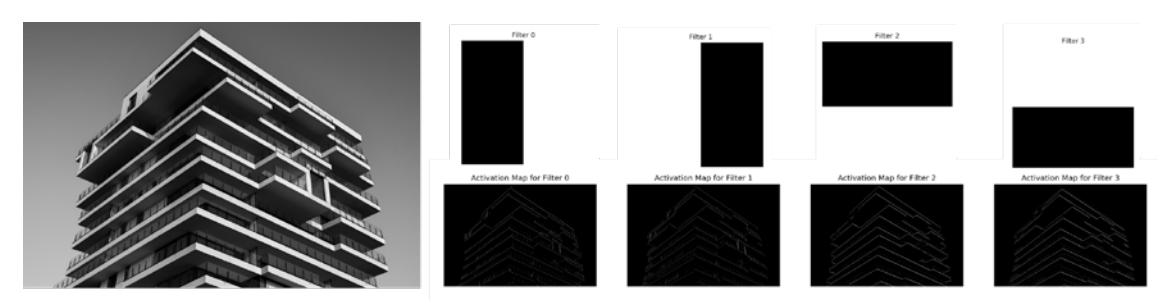 Filter 0
Filter 1
Filter 2
Filter 3
Activation Map for Filter 0
Activation Map for Filter 1
Activation Map for Filter 2
Activation Map for Filter 3